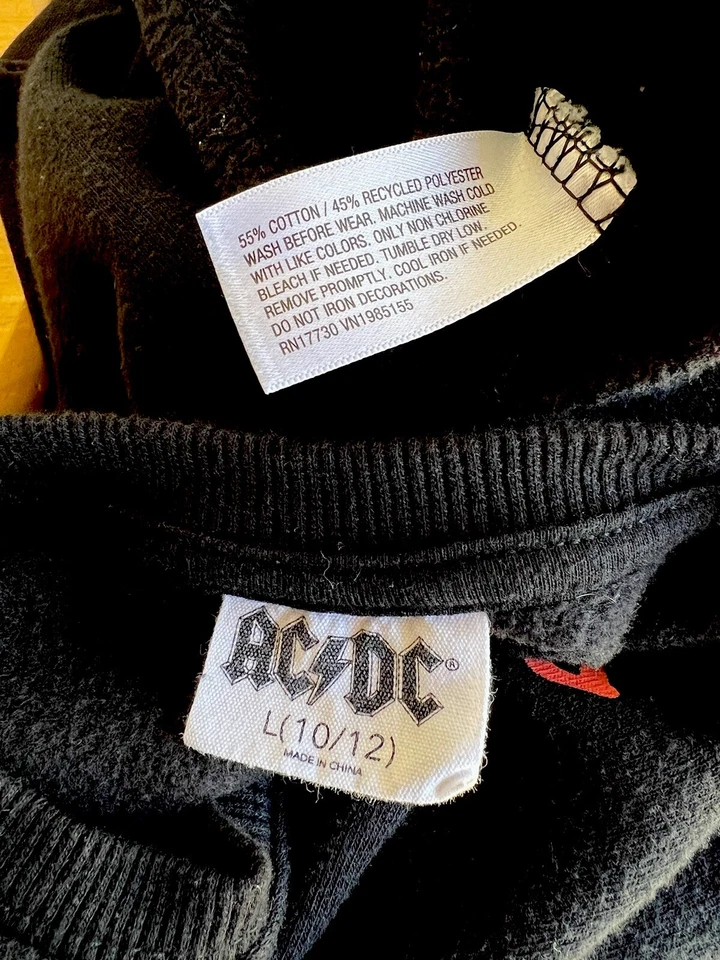 55% COTTON / 45% RECYCLED POLYESTER
WASH BEFORE WEAR. MACHINE WASH COLD
WITH LIKE COLORS. ONLY NON CHLORINE
BLEACH IF NEEDED. TUMBLE DRY LOW.
REMOVE PROMPTLY. COOL IRON IF NEEDED.
DO NOT IRON DECORATIONS.
RN17730 VN1985155
AC⚡DC®
L(10/12)
MADE IN CHINA